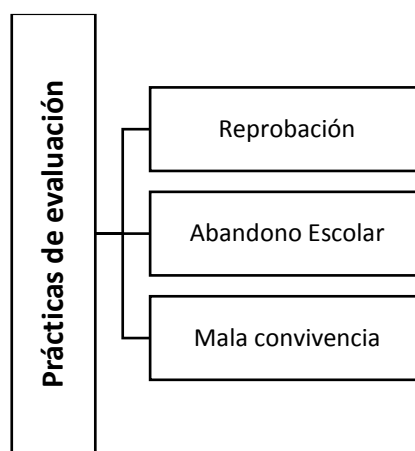 Prácticas de evaluación
Reprobación
Abandono Escolar
Mala convivencia